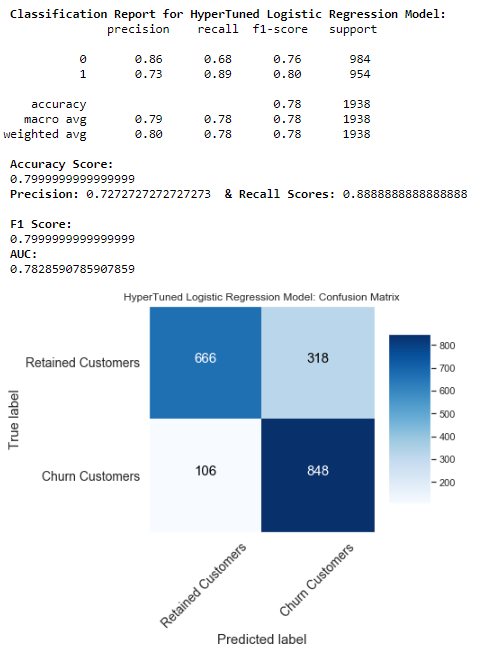 Classification Report for HyperTuned Logistic Regression Model:
precision recall f1-score support
0 0.86 0.68 0.76 984
1 0.73 0.89 0.80 954
accuracy 0.78 1938
macro avg 0.79 0.78 0.78 1938
weighted avg 0.80 0.78 0.78 1938
Accuracy Score:
0.7999999999999999
Precision: 0.7272727272727273 & Recall Scores: 0.8888888888888888
F1 Score:
0.7999999999999999
AUC:
0.7828590785907859
HyperTuned Logistic Regression Model: Confusion Matrix
Retained Customers 666 318
Churn Customers 106 848
True label
800
700
600
500
400
300
200
Retained Customers
Churn Customers
Predicted label